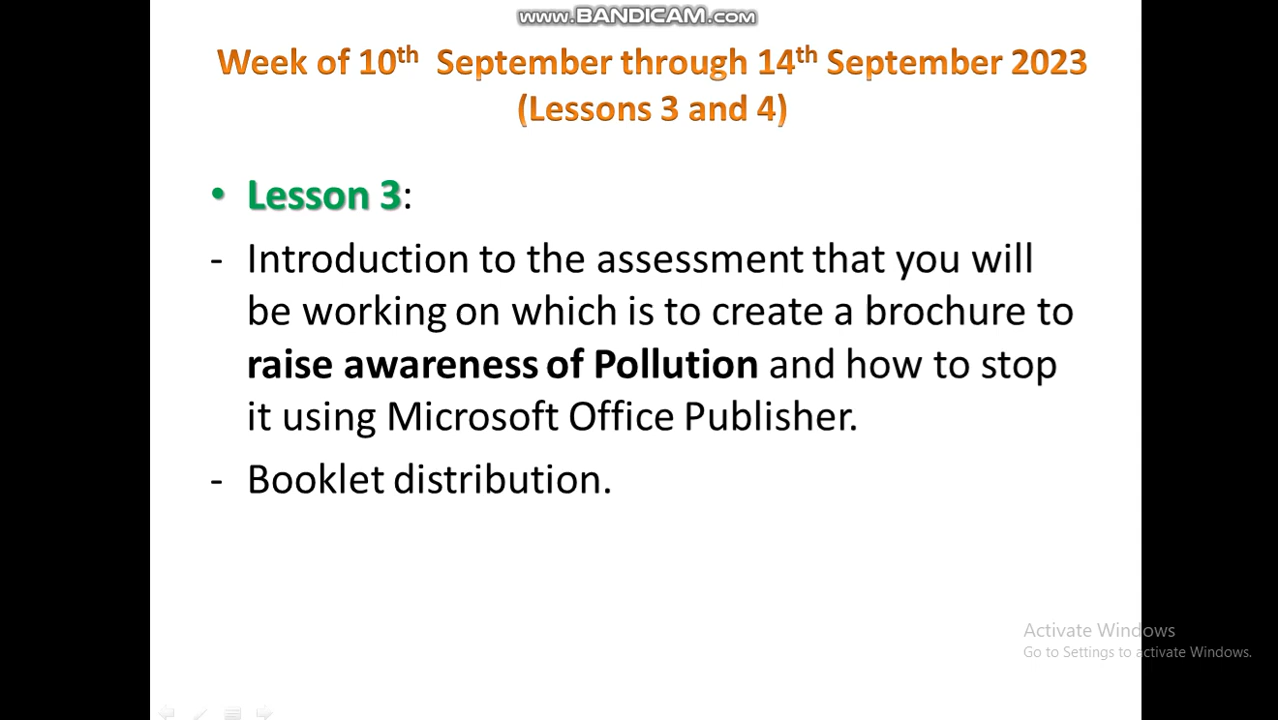 www.BANDICAM.com
Week of 10th September through 14th September 2023
(Lessons 3 and 4)
• Lesson 3:
- Introduction to the assessment that you will
be working on which is to create a brochure to
raise awareness of Pollution and how to stop
it using Microsoft Office Publisher.
- Booklet distribution.
Activate Windows
Go to Settings to activate Windows.